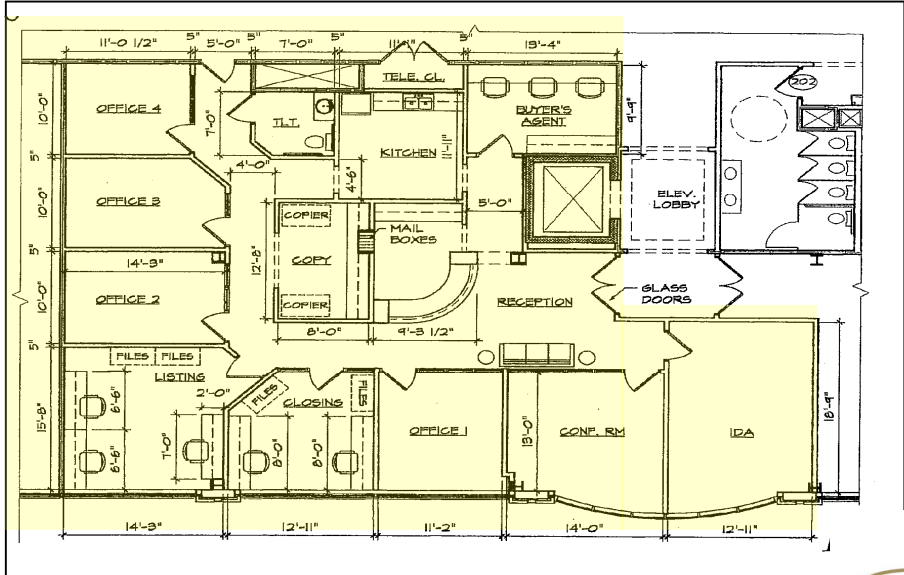 11'-0 1/2"
5"
5'-0"
5"
7'-0"
5"
5"
13'-4"
TELE. CL.
OFFICE 4
10'-0"
7'-0"
TLT.
KITCHEN
11'-11"
BUYER'S
AGENT
9'-9"
202
5"
4'-0"
4'-6"
OFFICE 3
10'-0"
COPIER
MAIL
BOXES
5'-0"
ELEV.
LOBBY
5"
14'-3"
12'-8"
COPY
GLASS
DOORS
OFFICE 2
10'-0"
COPIER
RECEPTION
8'-0"
9'-3 1/2"
5"
FILES
FILES
LISTING
2'-0"
FILES
FILES
CLOSING
6'-6"
15'-8"
7'-0"
6'-6"
8'-0"
8'-0"
OFFICE 1
13'-0"
CONF. RM
IDA
18'-9"
14'-3"
12'-11"
11'-2"
14'-0"
12'-11"